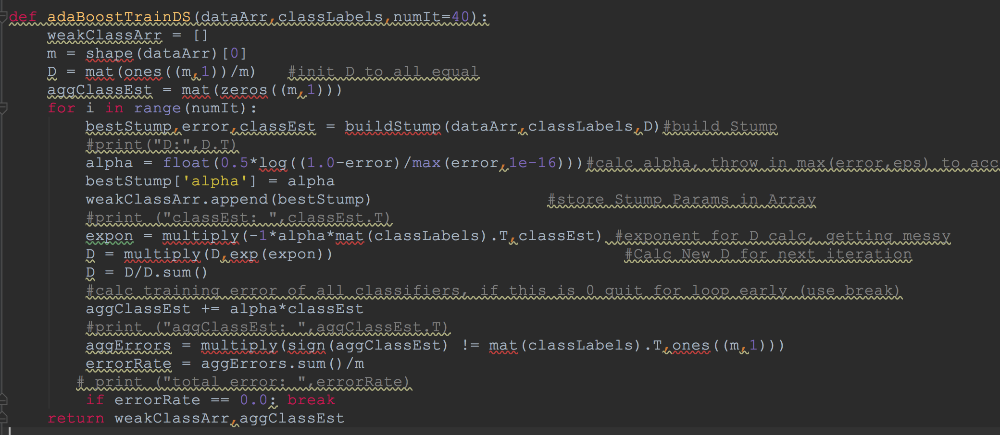 def adaBoostTrainDS(dataArr,classLabels,numIt=40):
    weakClassArr = []
    m = shape(dataArr)[0]
    D = mat(ones((m,1))/m)   #init D to all equal
    aggClassEst = mat(zeros((m,1)))
    for i in range(numIt):
        bestStump,error,classEst = buildStump(dataArr,classLabels,D)#build Stump
        #print("D:",D.T)
        alpha = float(0.5*log((1.0-error)/max(error,1e-16)))#calc alpha, throw in max(error,eps) to acc
        bestStump['alpha'] = alpha
        weakClassArr.append(bestStump)                  #store Stump Params in Array
        #print ("classEst: ",classEst.T)
        expon = multiply(-1*alpha*mat(classLabels).T,classEst) #exponent for D calc, getting messy
        D = multiply(D,exp(expon))                              #Calc New D for next iteration
        D = D/D.sum()
        #calc training error of all classifiers, if this is 0 quit for loop early (use break)
        aggClassEst += alpha*classEst
        #print ("aggClassEst: ",aggClassEst.T)
        aggErrors = multiply(sign(aggClassEst) != mat(classLabels).T,ones((m,1)))
        errorRate = aggErrors.sum()/m
       # print ("total error: ",errorRate)
        if errorRate == 0.0: break
    return weakClassArr,aggClassEst